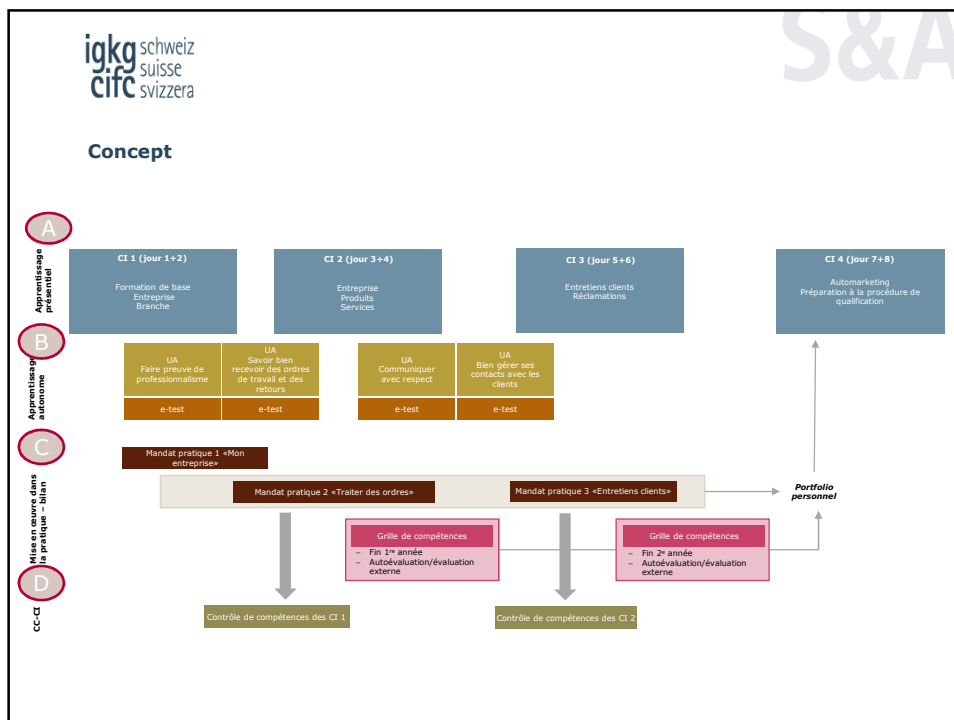 S&A
igkg schweiz
suisse
cifc svizzera
Concept
A
Apprentissage
présentiel
CI 1 (jour 1+2)
Formation de base
Entreprise
Branche
CI 2 (jour 3+4)
Entreprise
Produits
Services
CI 3 (jour 5+6)
Entretiens clients
Réclamations
CI 4 (jour 7+8)
Automarketing
Préparation à la procédure de
qualification
B
Apprentissage
autonome
UA
Faire preuve de
professionnalisme
UA
Savoir bien
recevoir des ordres
de travail et des
retours
UA
Communiquer
avec respect
UA
Bien gérer ses
contacts avec les
clients
e-test
e-test
e-test
e-test
C
Mise en œuvre dans
la pratique – bilan
Mandat pratique 1 «Mon
entreprise»
Mandat pratique 2 «Traiter des ordres»
Mandat pratique 3 «Entretiens clients»
Portfolio
personnel
Grille de compétences
– Fin 1re année
– Autoévaluation/évaluation
externe
Grille de compétences
– Fin 2e année
– Autoévaluation/évaluation
externe
D
CC-CI
Contrôle de compétences des CI 1
Contrôle de compétences des CI 2